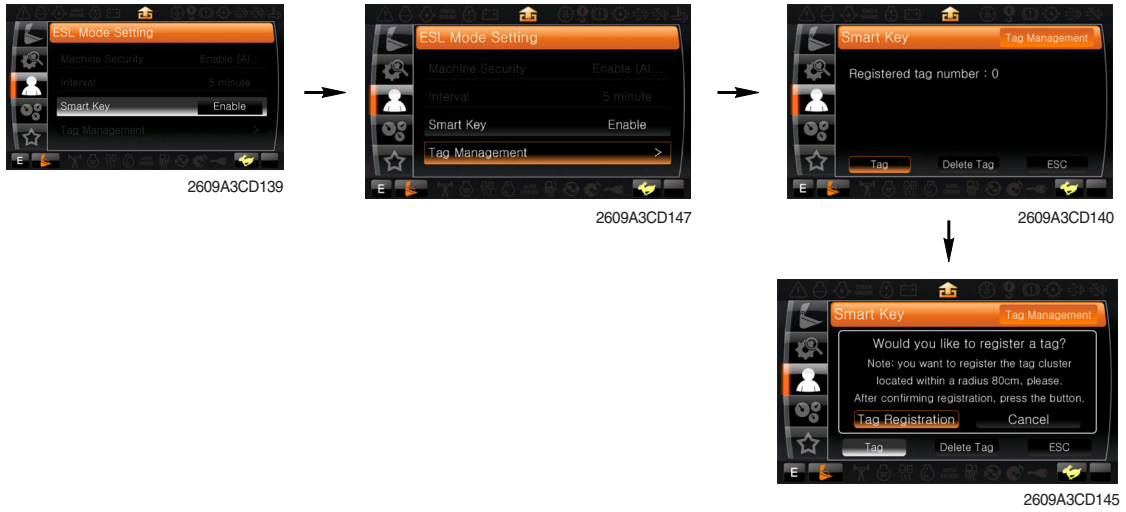 ESL Mode Setting
Machine Security Enable (Al...
Interval 5 minute
Smart Key Enable
Tag Management >
E
2609A3CD139
ESL Mode Setting
Machine Security Enable (Al...
Interval 5 minute
Smart Key Enable
Tag Management >
E
2609A3CD147
Smart Key Tag Management
Registered tag number : 0
Tag Delete Tag ESC
E
2609A3CD140
Smart Key Tag Management
Would you like to register a tag?
Note: you want to register the tag cluster
located within a radius 80cm, please.
After confirming registration, press the button.
Tag Registration Cancel
Tag Delete Tag ESC
E
2609A3CD145